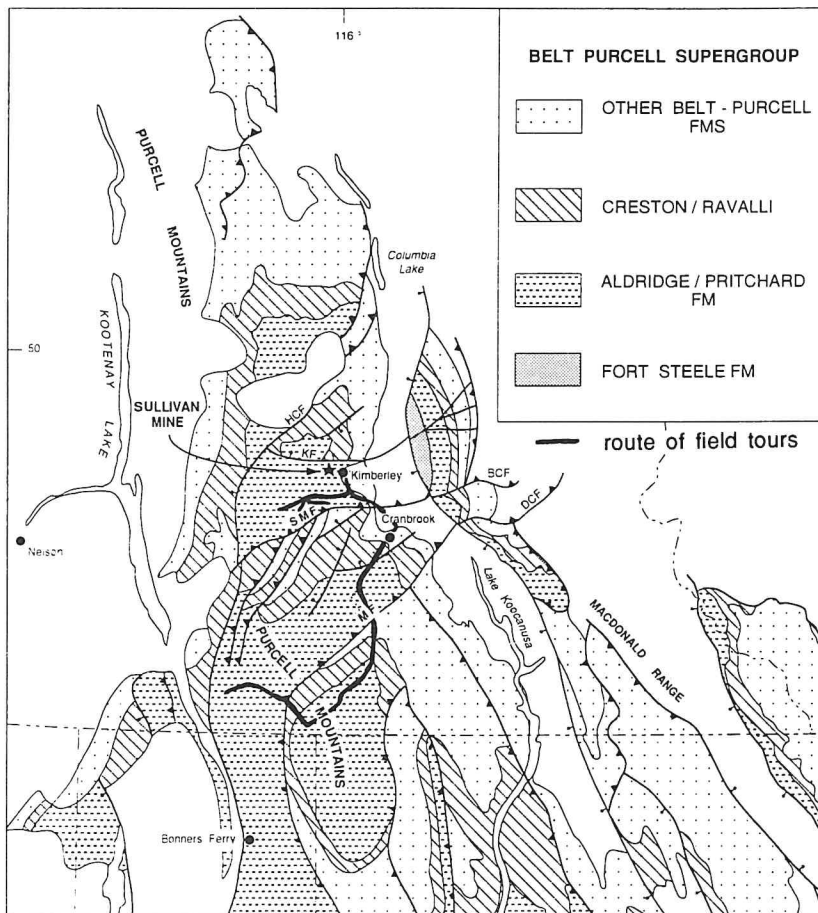 116°
BELT PURCELL SUPERGROUP
OTHER BELT - PURCELL
FMS
CRESTON / RAVALLI
ALDRIDGE / PRITCHARD
FM
FORT STEELE FM
route of field tours
PURCELL
MOUNTAINS
Columbia
Lake
KOOTENAY
LAKE
50
SULLIVAN
MINE
HCF
KF
Kimberley
BCF
DCF
SMF
Cranbrook
Nelson
M
Lake Koocanusa
MACDONALD
RANGE
PURCELL
MOUNTAINS
Bonners Ferry